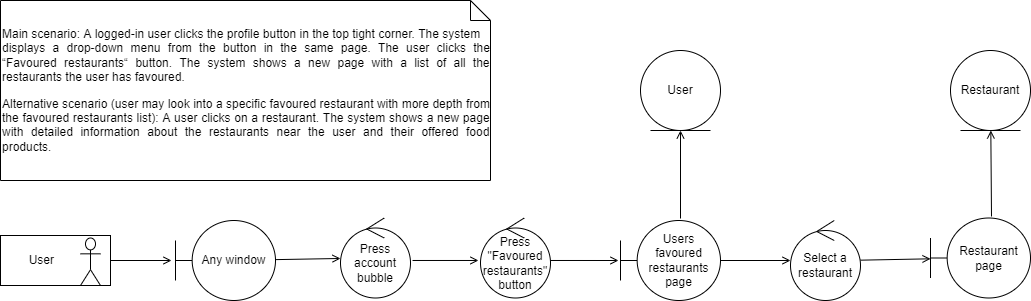 Main scenario: A logged-in user clicks the profile button in the top tight corner. The system
displays a drop-down menu from the button in the same page. The user clicks the
“Favoured restaurants“ button. The system shows a new page with a list of all the
restaurants the user has favoured.
Alternative scenario (user may look into a specific favoured restaurant with more depth from
the favoured restaurants list): A user clicks on a restaurant. The system shows a new page
with detailed information about the restaurants near the user and their offered food
products.
User
Restaurant
User
Any window
Press
account
bubble
Press
"Favoured
restaurants"
button
Users
favoured
restaurants
page
Select a
restaurant
Restaurant
page